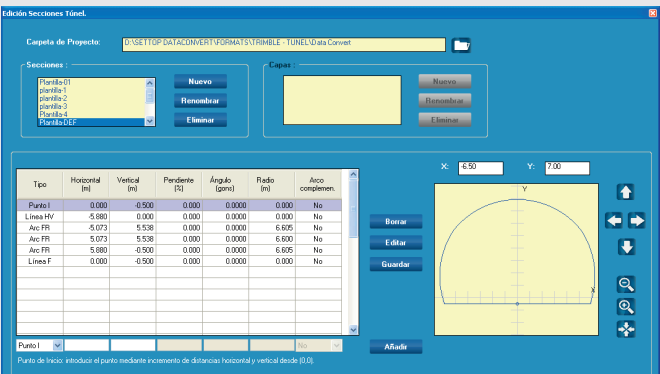 Edición Secciones Túnel.
Carpeta de Proyecto: D:\SETTOP DATACONVERT\FORMATS\TRIMBLE - TUNEL\Data Convert
Secciones :
Plantilla-01
plantilla-1
plantilla-2
plantilla-3
Plantilla-4
Plantilla-DEF
Nuevo
Renombrar
Eliminar
Capas :
Nuevo
Renombrar
Eliminar
X: -6.50 Y: 7.00
Tipo Horizontal (m) Vertical (m) Pendiente (%) Ángulo (gons) Radio (m) Arco complemen.
Punto I 0.000 -0.500 0.000 0.0000 0.000 No
Línea HV -5.880 0.000 0.000 0.0000 0.000 No
Arc FR -5.073 5.538 0.000 0.0000 6.605 No
Arc FR 5.073 5.538 0.000 0.0000 6.600 No
Arc FR 5.880 -0.500 0.000 0.0000 6.605 No
Línea F 0.000 -0.500 0.000 0.0000 0.000 No
Borrar
Editar
Guardar
Y
X
Punto I No
Añadir
Punto de Inicio: introducir el punto mediante incremento de distancias horizontal y vertical desde (0,0).